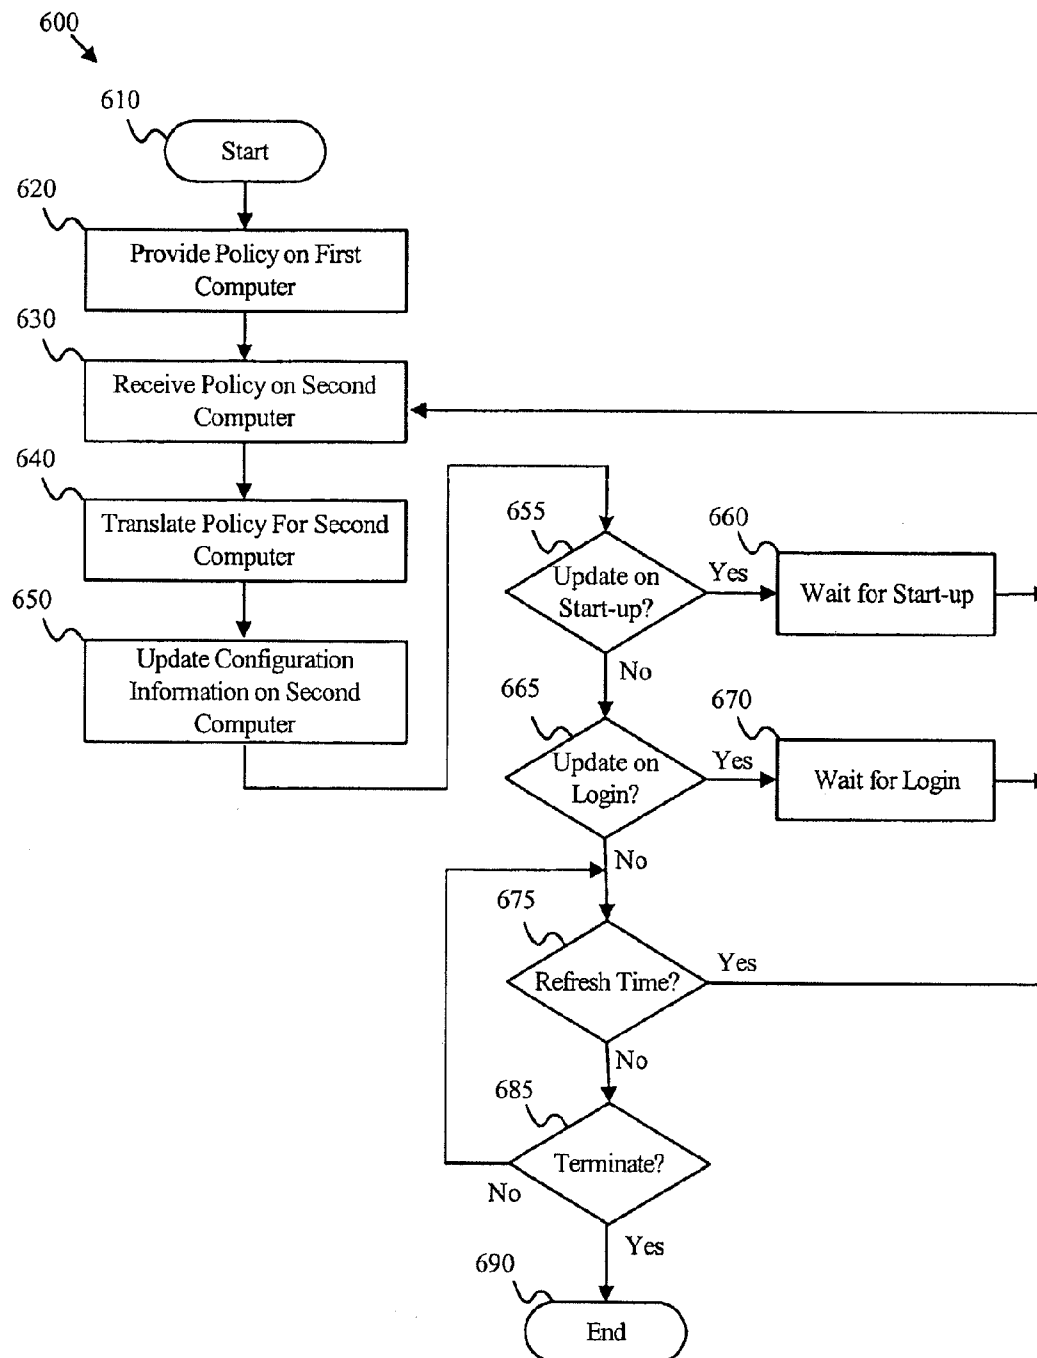 600
610
Start
620
Provide Policy on First
Computer
630
Receive Policy on Second
Computer
640
Translate Policy For Second
Computer
650
Update Configuration
Information on Second
Computer
655
Update on
Start-up?
Yes
660
Wait for Start-up
No
665
Update on
Login?
Yes
670
Wait for Login
No
675
Refresh Time?
Yes
No
685
Terminate?
No
Yes
690
End